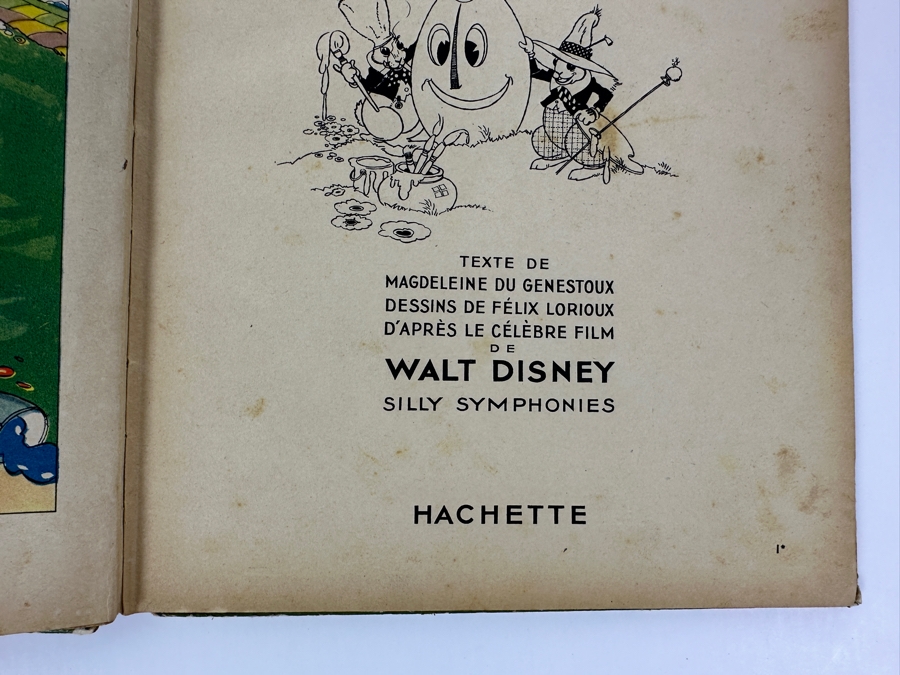 TEXTE DE
MAGDELEINE DU GENESTOUX
DESSINS DE FÉLIX LORIOUX
D'APRÈS LE CÉLÈBRE FILM
DE
WALT DISNEY
SILLY SYMPHONIES
HACHETTE
1*